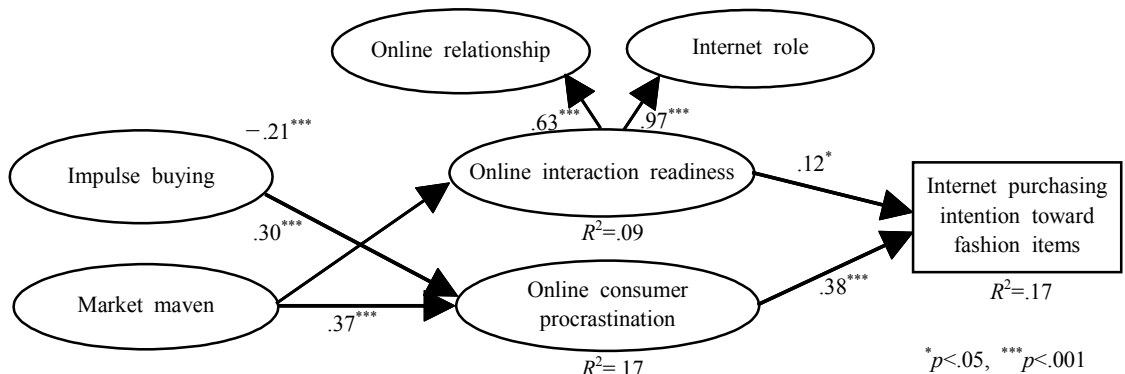 Online relationship
Internet role
.63***
.97***
−.21***
Impulse buying
Online interaction readiness
.12*
Internet purchasing
intention toward
fashion items
.30***
R²=.09
Market maven
Online consumer
procrastination
.38***
R²=.17
.37***
R²=.17
*p<.05, ***p<.001